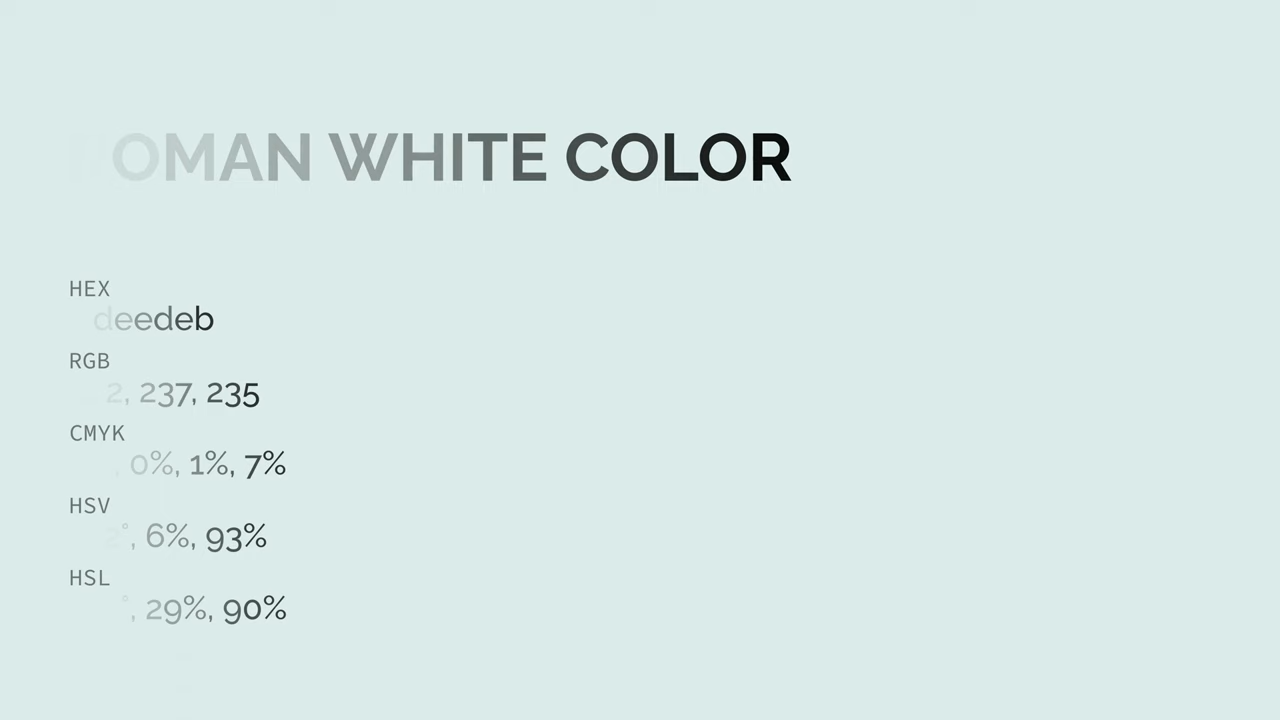 OMAN WHITE COLOR
HEX
deedeb
RGB
2, 237, 235
CMYK
, 0%, 1%, 7%
HSV
2°, 6%, 93%
HSL
°, 29%, 90%